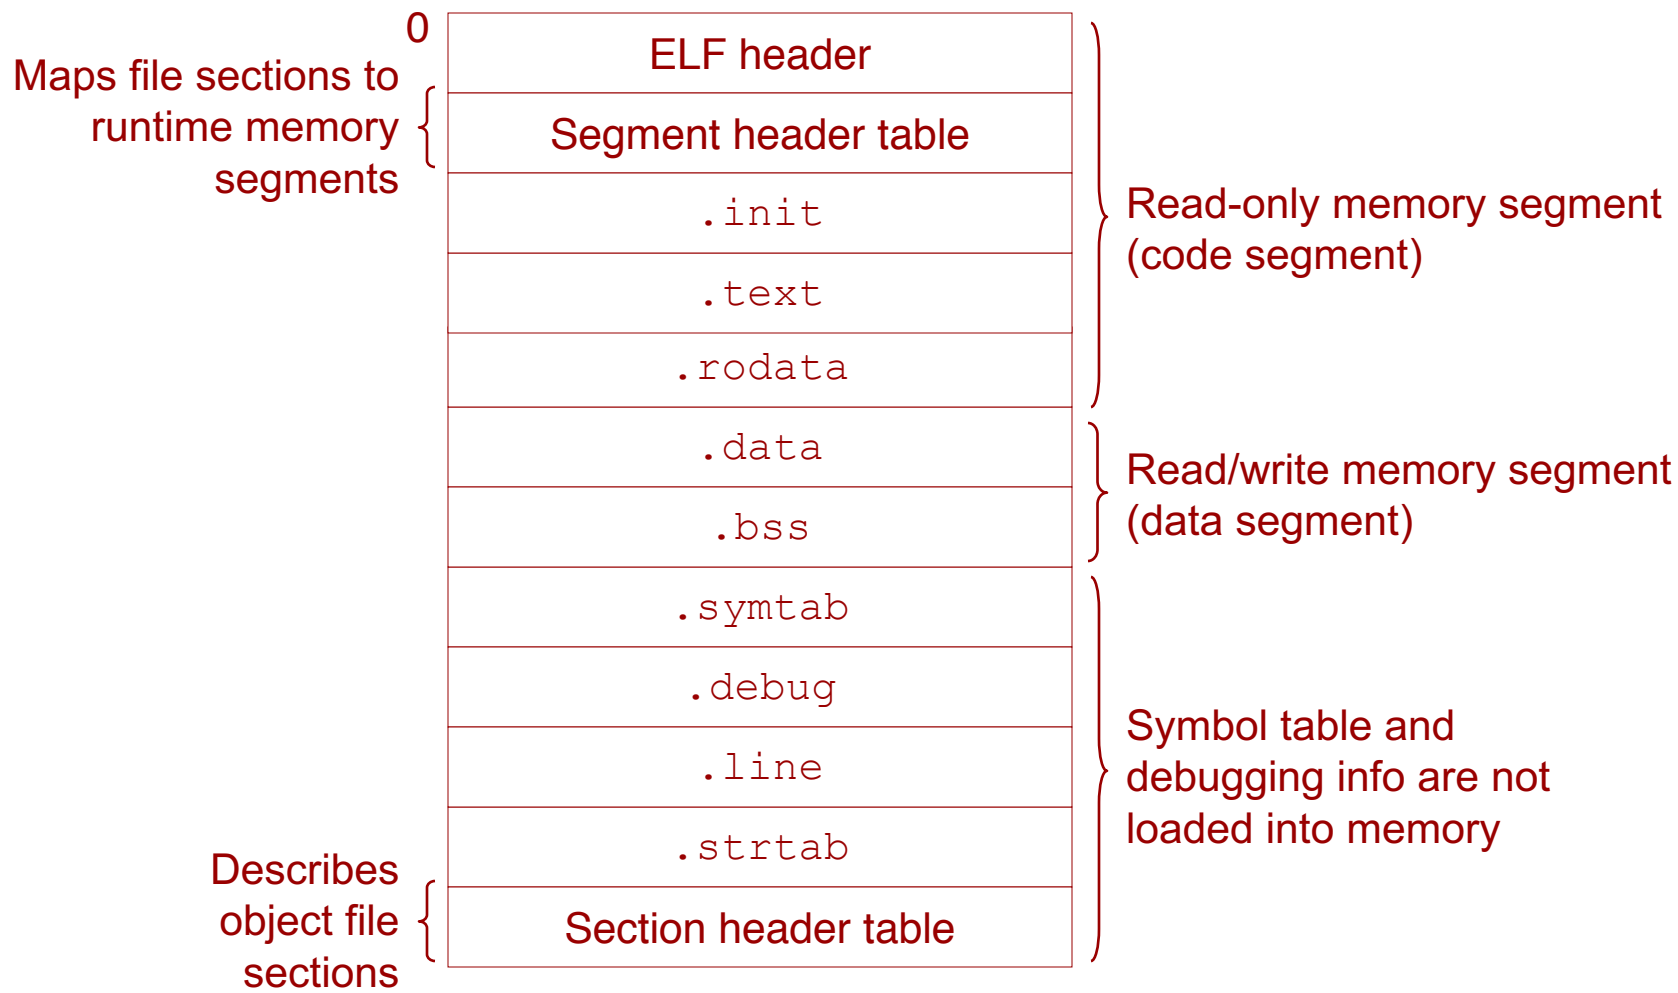 0
ELF header
Maps file sections to
runtime memory
segments
Segment header table
.init
.text
.rodata
Read-only memory segment
(code segment)
.data
.bss
Read/write memory segment
(data segment)
.symtab
.debug
.line
.strtab
Symbol table and
debugging info are not
loaded into memory
Describes
object file
sections
Section header table